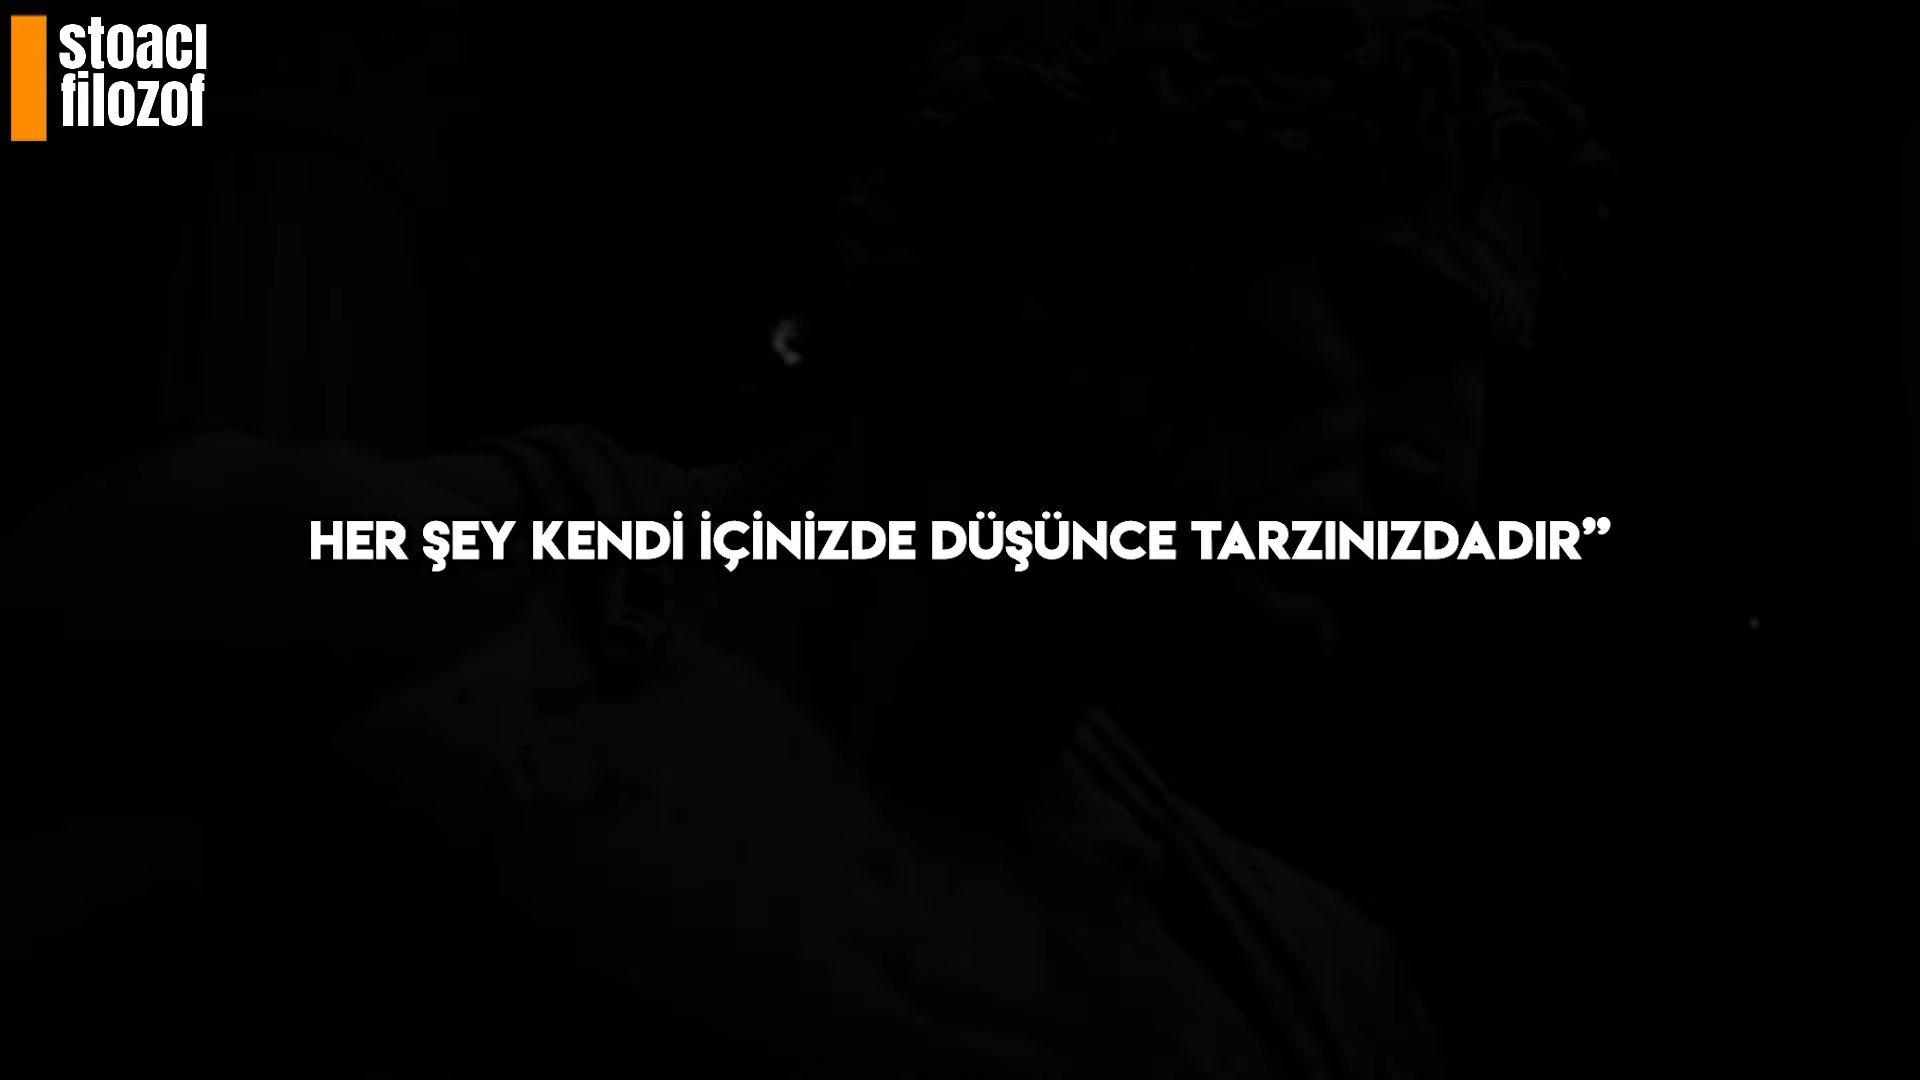 stoacı
filozof
HER ŞEY KENDİ İÇİNİZDE DÜŞÜNCE TARZINIZDADIR”